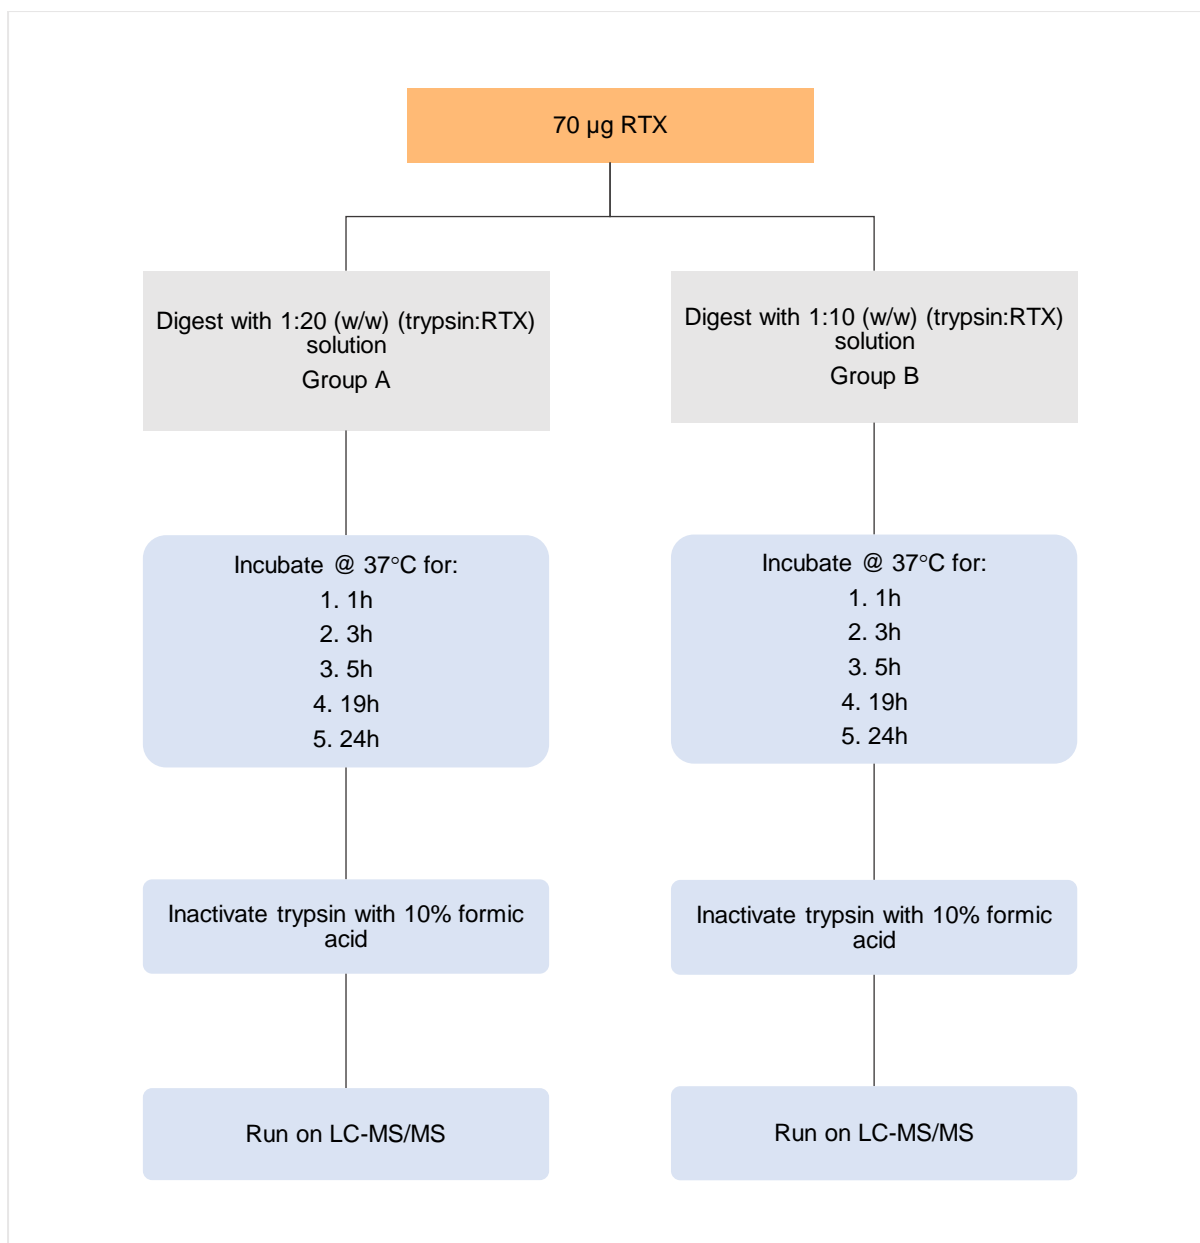 70 µg RTX
Digest with 1:20 (w/w) (trypsin:RTX)
solution
Group A
Digest with 1:10 (w/w) (trypsin:RTX)
solution
Group B
Incubate @ 37°C for:
1. 1h
2. 3h
3. 5h
4. 19h
5. 24h
Incubate @ 37°C for:
1. 1h
2. 3h
3. 5h
4. 19h
5. 24h
Inactivate trypsin with 10% formic
acid
Inactivate trypsin with 10% formic
acid
Run on LC-MS/MS
Run on LC-MS/MS